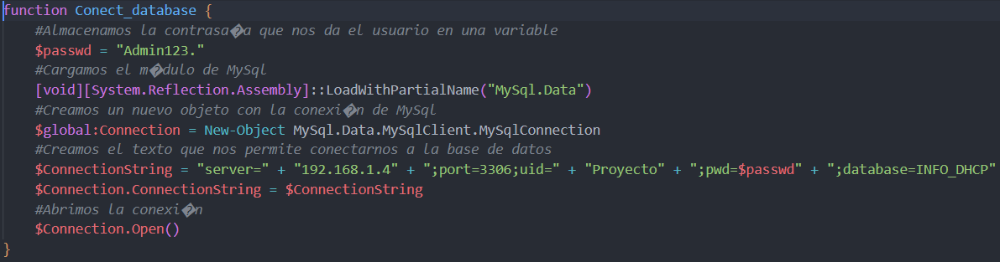 function Conect_database {
    #Almacenamos la contrasa�a que nos da el usuario en una variable
    $passwd = "Admin123."
    #Cargamos el m�dulo de MySql
    [void][System.Reflection.Assembly]::LoadWithPartialName("MySql.Data")
    #Creamos un nuevo objeto con la conexi�n de MySql
    $global:Connection = New-Object MySql.Data.MySqlClient.MySqlConnection
    #Creamos el texto que nos permite conectarnos a la base de datos
    $ConnectionString = "server=" + "192.168.1.4" + ";port=3306;uid=" + "Proyecto" + ";pwd=$passwd" + ";database=INFO_DHCP"
    $Connection.ConnectionString = $ConnectionString
    #Abrimos la conexi�n
    $Connection.Open()
}